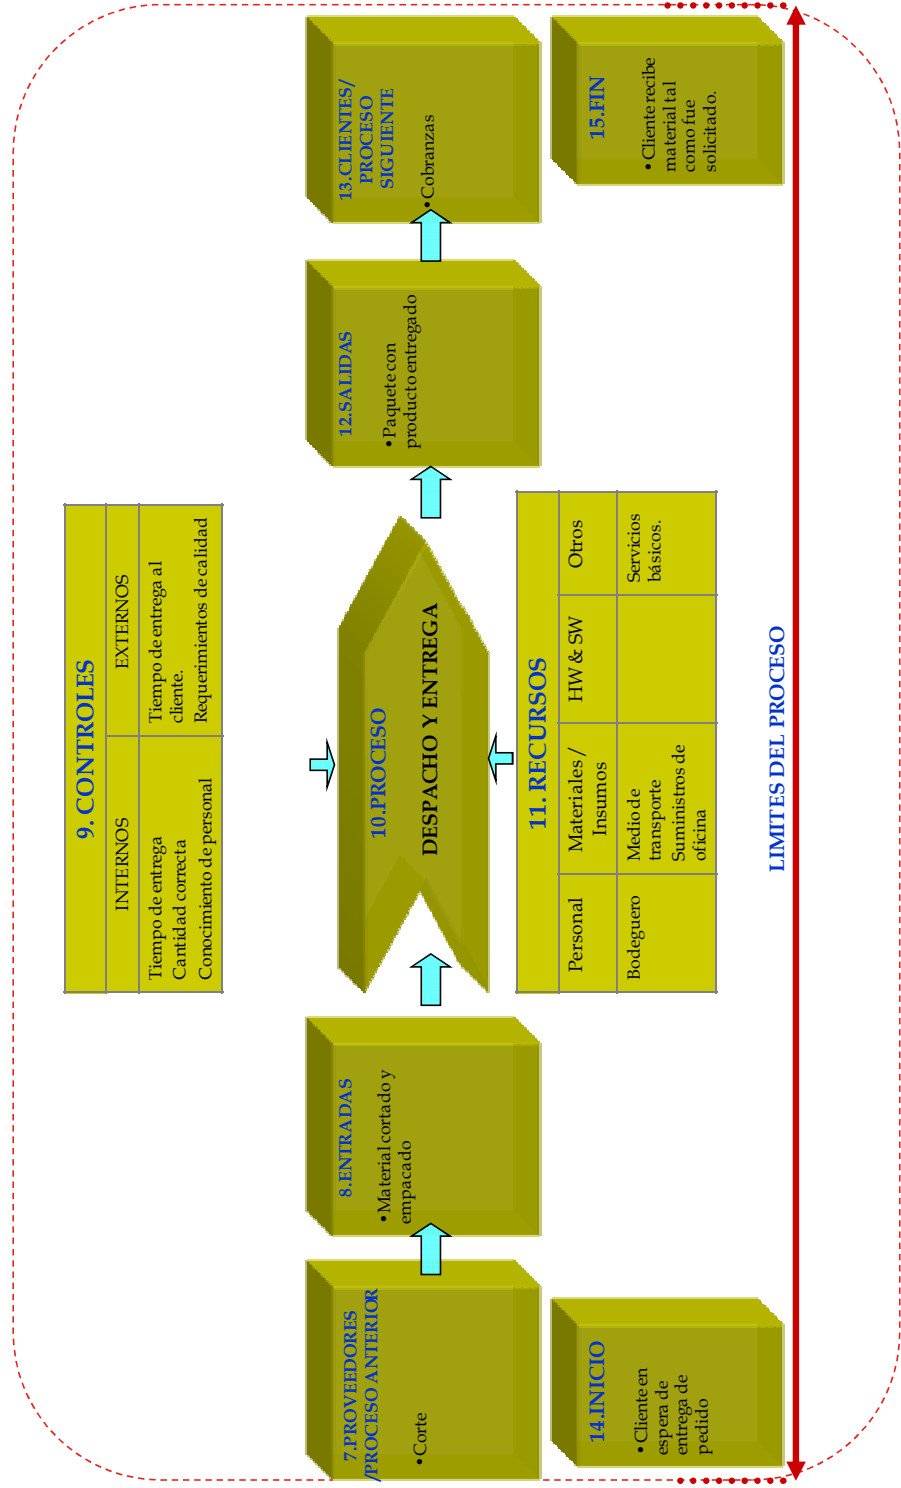 9. CONTROLES
INTERNOS
EXTERNOS
Tiempo de entrega
Cantidad correcta
Conocimiento de personal
Tiempo de entrega al
cliente.
Requerimientos de calidad
7.PROVEEDORES
/PROCESO ANTERIOR
•Corte
8.ENTRADAS
•Material cortado y
empacado
10.PROCESO
DESPACHO Y ENTREGA
12.SALIDAS
•Paquete con
producto entregado
13.CLIENTES/
PROCESO
SIGUIENTE
•Cobranzas
11. RECURSOS
Personal
Materiales /
Insumos
HW & SW
Otros
Bodeguero
Medio de
transporte
Suministros de
oficina
Servicios
básicos.
14.INICIO
•Cliente en
espera de
entrega de
pedido
15.FIN
•Cliente recibe
material tal
como fue
solicitado.
LIMITES DEL PROCESO